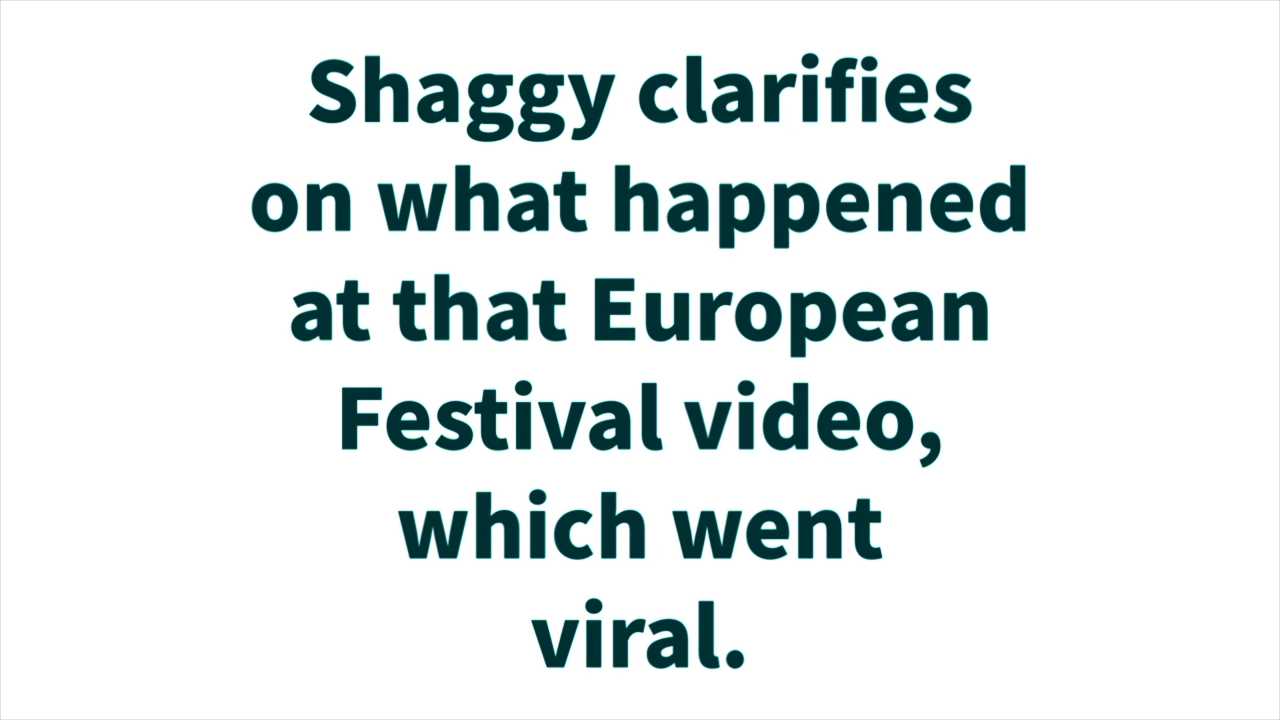 Shaggy clarifies
on what happened
at that European
Festival video,
which went
viral.